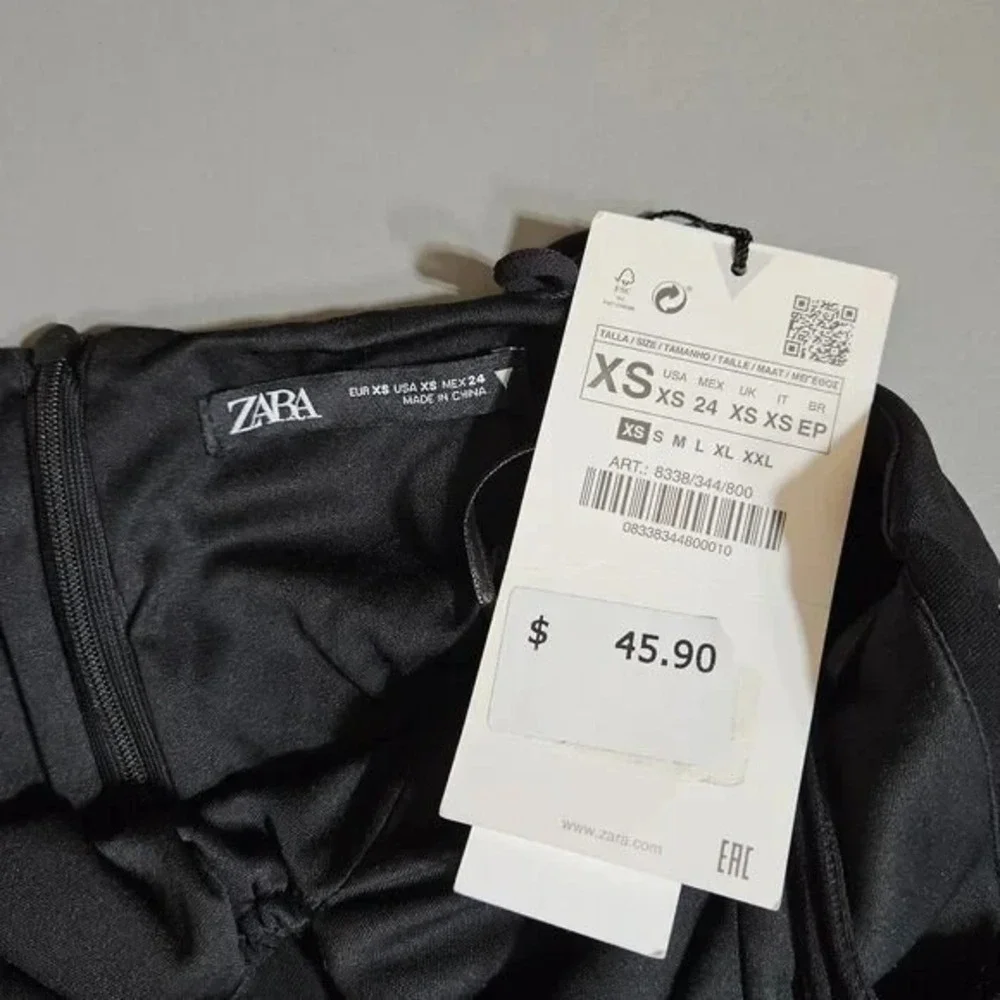 ZARA
EUR XS USA XS MEX 24
MADE IN CHINA
FSC
TALLA / SIZE / TAMANHO / TAILLE / MAAT /
XS
USA MEX UK IT BR
XS 24 XS XS EP
XS S M L XL XXL
ART.: 8338/344/800
08338344800010
$ 45.90
www.zara.com
EAC